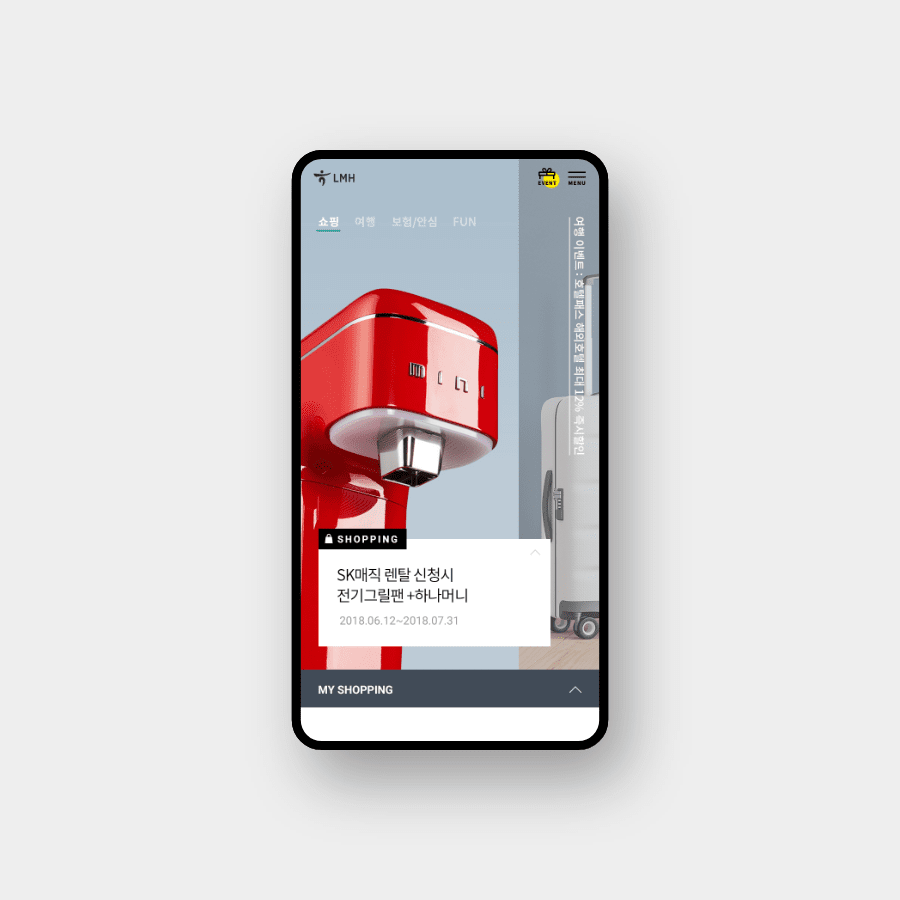 LMH
EVENT
MENU
쇼핑 여행 보험/안심 FUN
여행 이벤트 : 호텔패스 해외호텔 최대 12% 즉시할인
mini
SHOPPING
SK매직 렌탈 신청시
전기그릴팬 +하나머니
2018.06.12~2018.07.31
MY SHOPPING